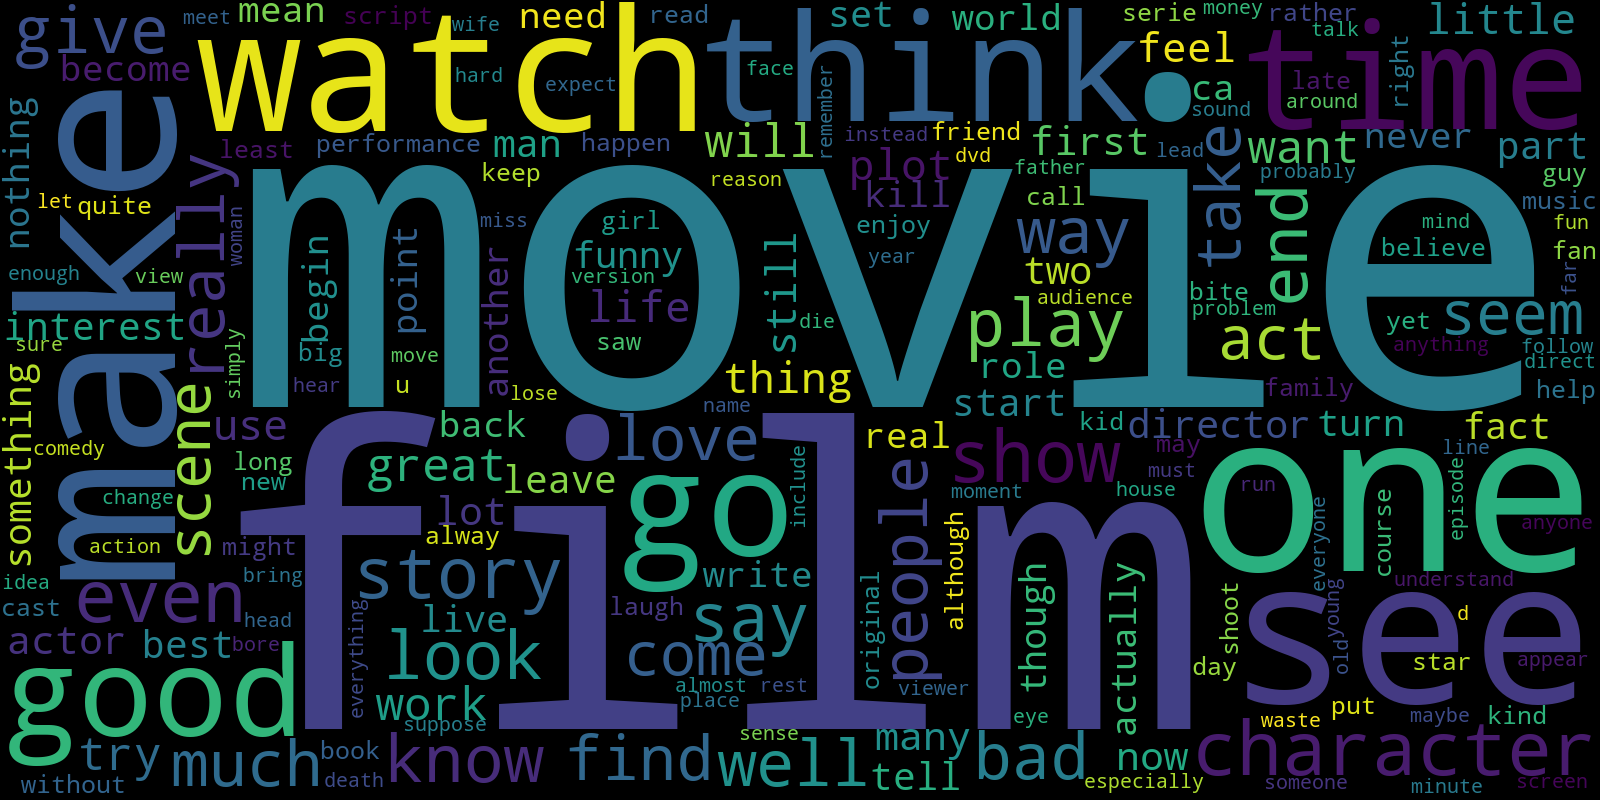 meet mean script wife need read set world serie money rather talk little
give become watch hard expect think face feel ca sound time late around right
nothing make least performance man happen will remember instead friend dvd first lead want never part
let quite really woman keep miss reason plot kill father call take probably guy music
enough view movie girl funny version enjoy way year two end mind believe fun fan far
interest begin point another life still audience bite problem seem
sure simply big move saw die play act yet anything follow direct
something hear u lose thing role family help
scene use back name start kid director turn fact
comedy long new great leave love real show may must line
change film lot go include people moment house one run course episode anyone
action might alway although everyone
idea bring story write original though actually understand
cast even head everything live laugh say shoot see young d
actor best bore look come viewer day old star appear
good work almost rest place eye waste put maybe kind
try much book suppose know find sense well many bad now character
without death tell especially someone minute screen